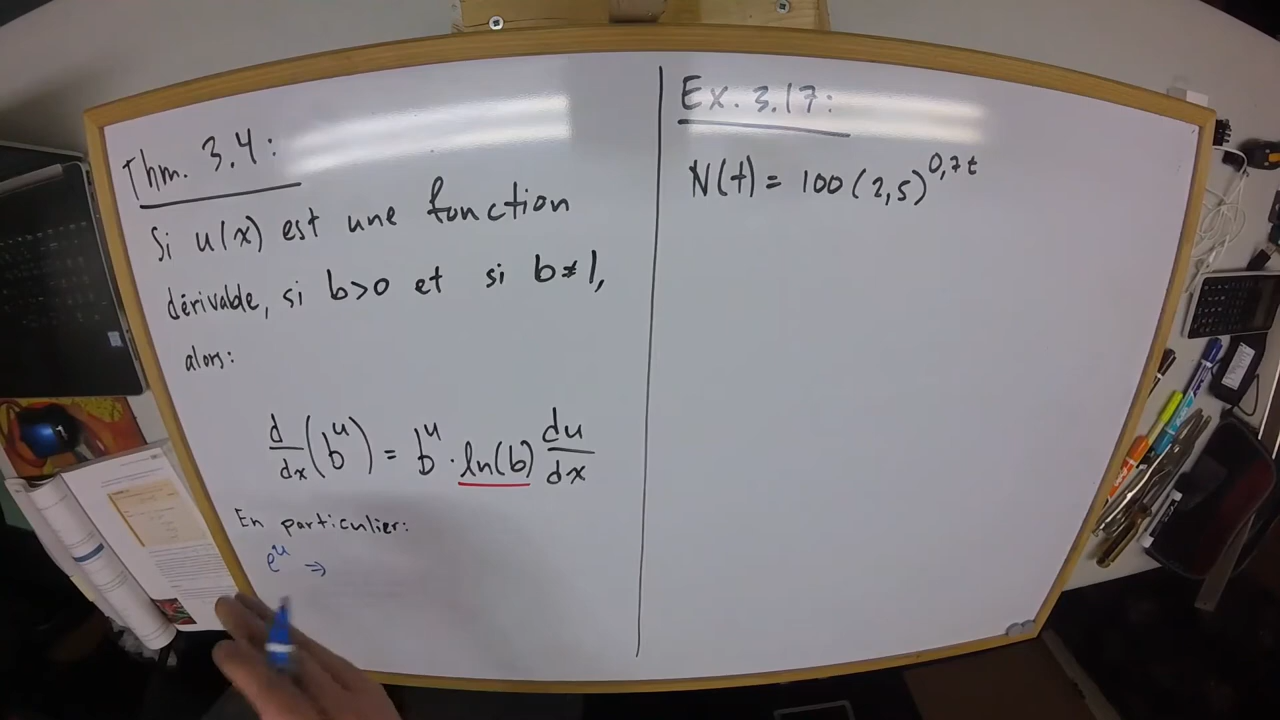 Thm. 3.4:
Si u(x) est une fonction
dérivable, si b>0 et si b≠1,
alors:
d/dx (b^u) = b^u · ln(b) du/dx
En particulier:
e^u ⇒
Ex. 3.17:
N(t) = 100 (2,5)^0,7t